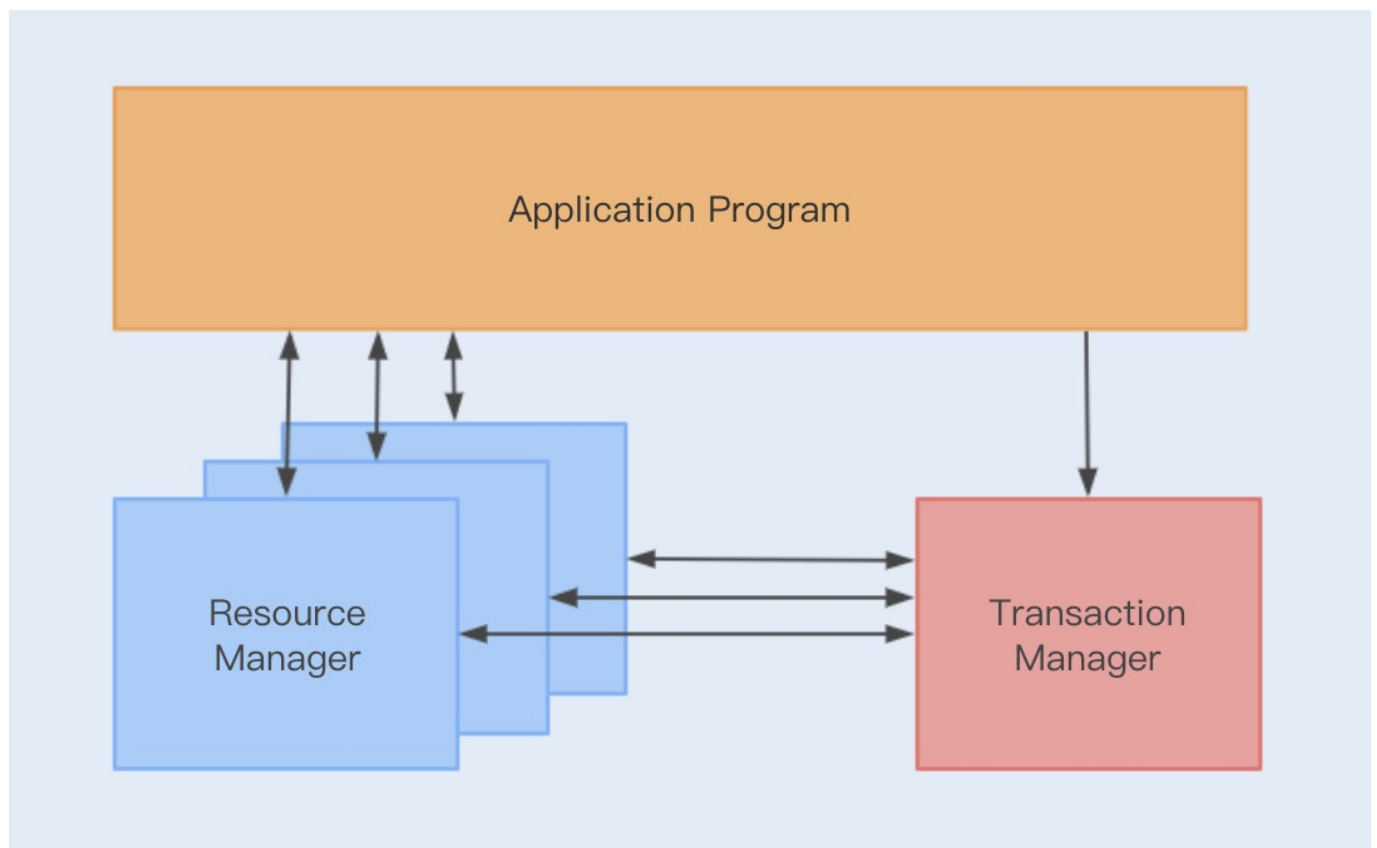 Application Program
Resource
Manager
Transaction
Manager